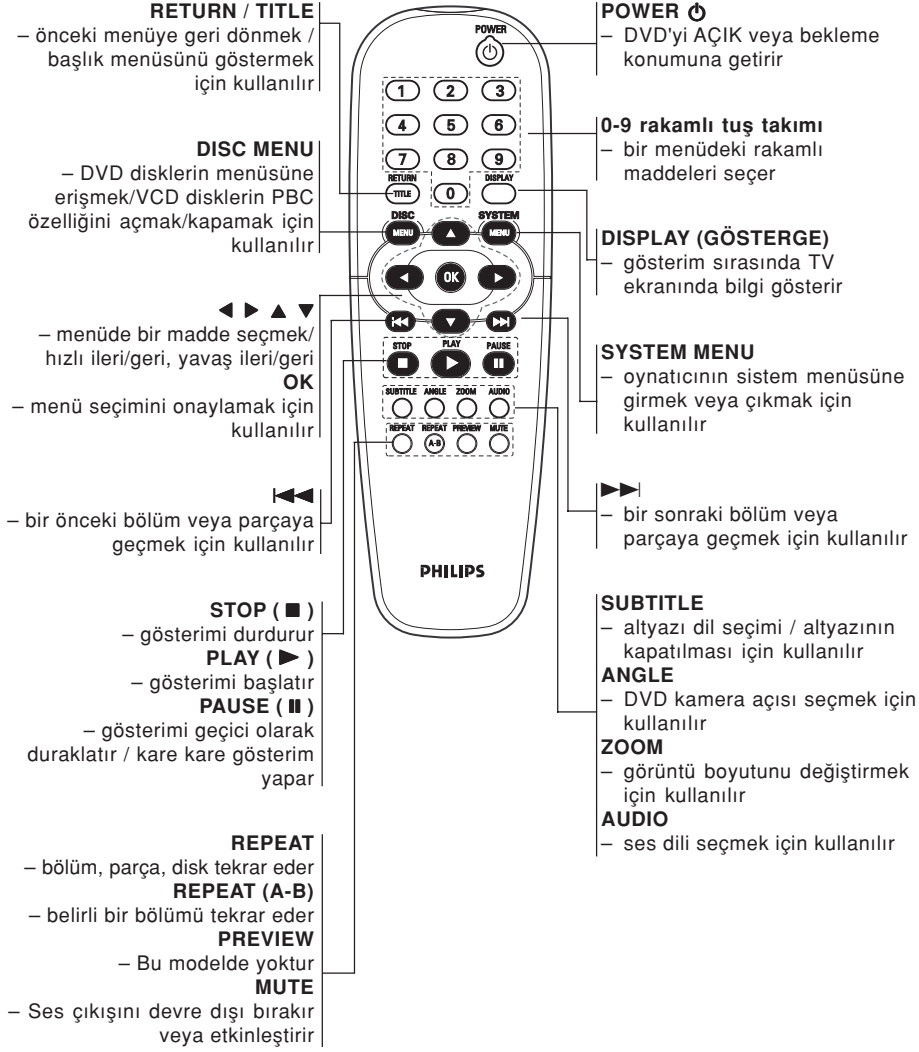 RETURN / TITLE
– önceki menüye geri dönmek /
başlık menüsünü göstermek
için kullanılır
DISC MENU
– DVD disklerin menüsüne
erişmek/VCD disklerin PBC
özelliğini açmak/kapamak için
kullanılır
◀ ▶ ▲ ▼
– menüde bir madde seçmek/
hızlı ileri/geri, yavaş ileri/geri
OK
– menü seçimini onaylamak için
kullanılır
– bir önceki bölüm veya parçaya
geçmek için kullanılır
STOP ( ■ )
– gösterimi durdurur
PLAY ( ▶ )
– gösterimi başlatır
PAUSE ( II )
– gösterimi geçici olarak
duraklatır / kare kare gösterim
yapar
REPEAT
– bölüm, parça, disk tekrar eder
REPEAT (A-B)
– belirli bir bölümü tekrar eder
PREVIEW
– Bu modelde yoktur
MUTE
– Ses çıkışını devre dışı bırakır
veya etkinleştirir
POWER
1 2 3
4 5 6
7 8 9
RETURN DISPLAY
TITLE 0
DISC SYSTEM
MENU MENU
OK
STOP PLAY PAUSE
SUBTITLE ANGLE ZOOM AUDIO
REPEAT REPEAT PREVIEW MUTE
A-B
PHILIPS
POWER ⏻
– DVD'yi AÇIK veya bekleme
konumuna getirir
0-9 rakamlı tuş takımı
– bir menüdeki rakamlı
maddeleri seçer
DISPLAY (GÖSTERGE)
– gösterim sırasında TV
ekranında bilgi gösterir
SYSTEM MENU
– oynatıcının sistem menüsüne
girmek veya çıkmak için
kullanılır
– bir sonraki bölüm veya
parçaya geçmek için kullanılır
SUBTITLE
– altyazı dil seçimi / altyazının
kapatılması için kullanılır
ANGLE
– DVD kamera açısı seçmek için
kullanılır
ZOOM
– görüntü boyutunu değiştirmek
için kullanılır
AUDIO
– ses dili seçmek için kullanılır